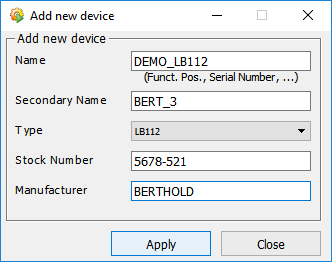 Add new device
Add new device
Name DEMO_LB112
(Funct. Pos., Serial Number, ...)
Secondary Name BERT_3
Type LB112
Stock Number 5678-521
Manufacturer BERTHOLD
Apply Close